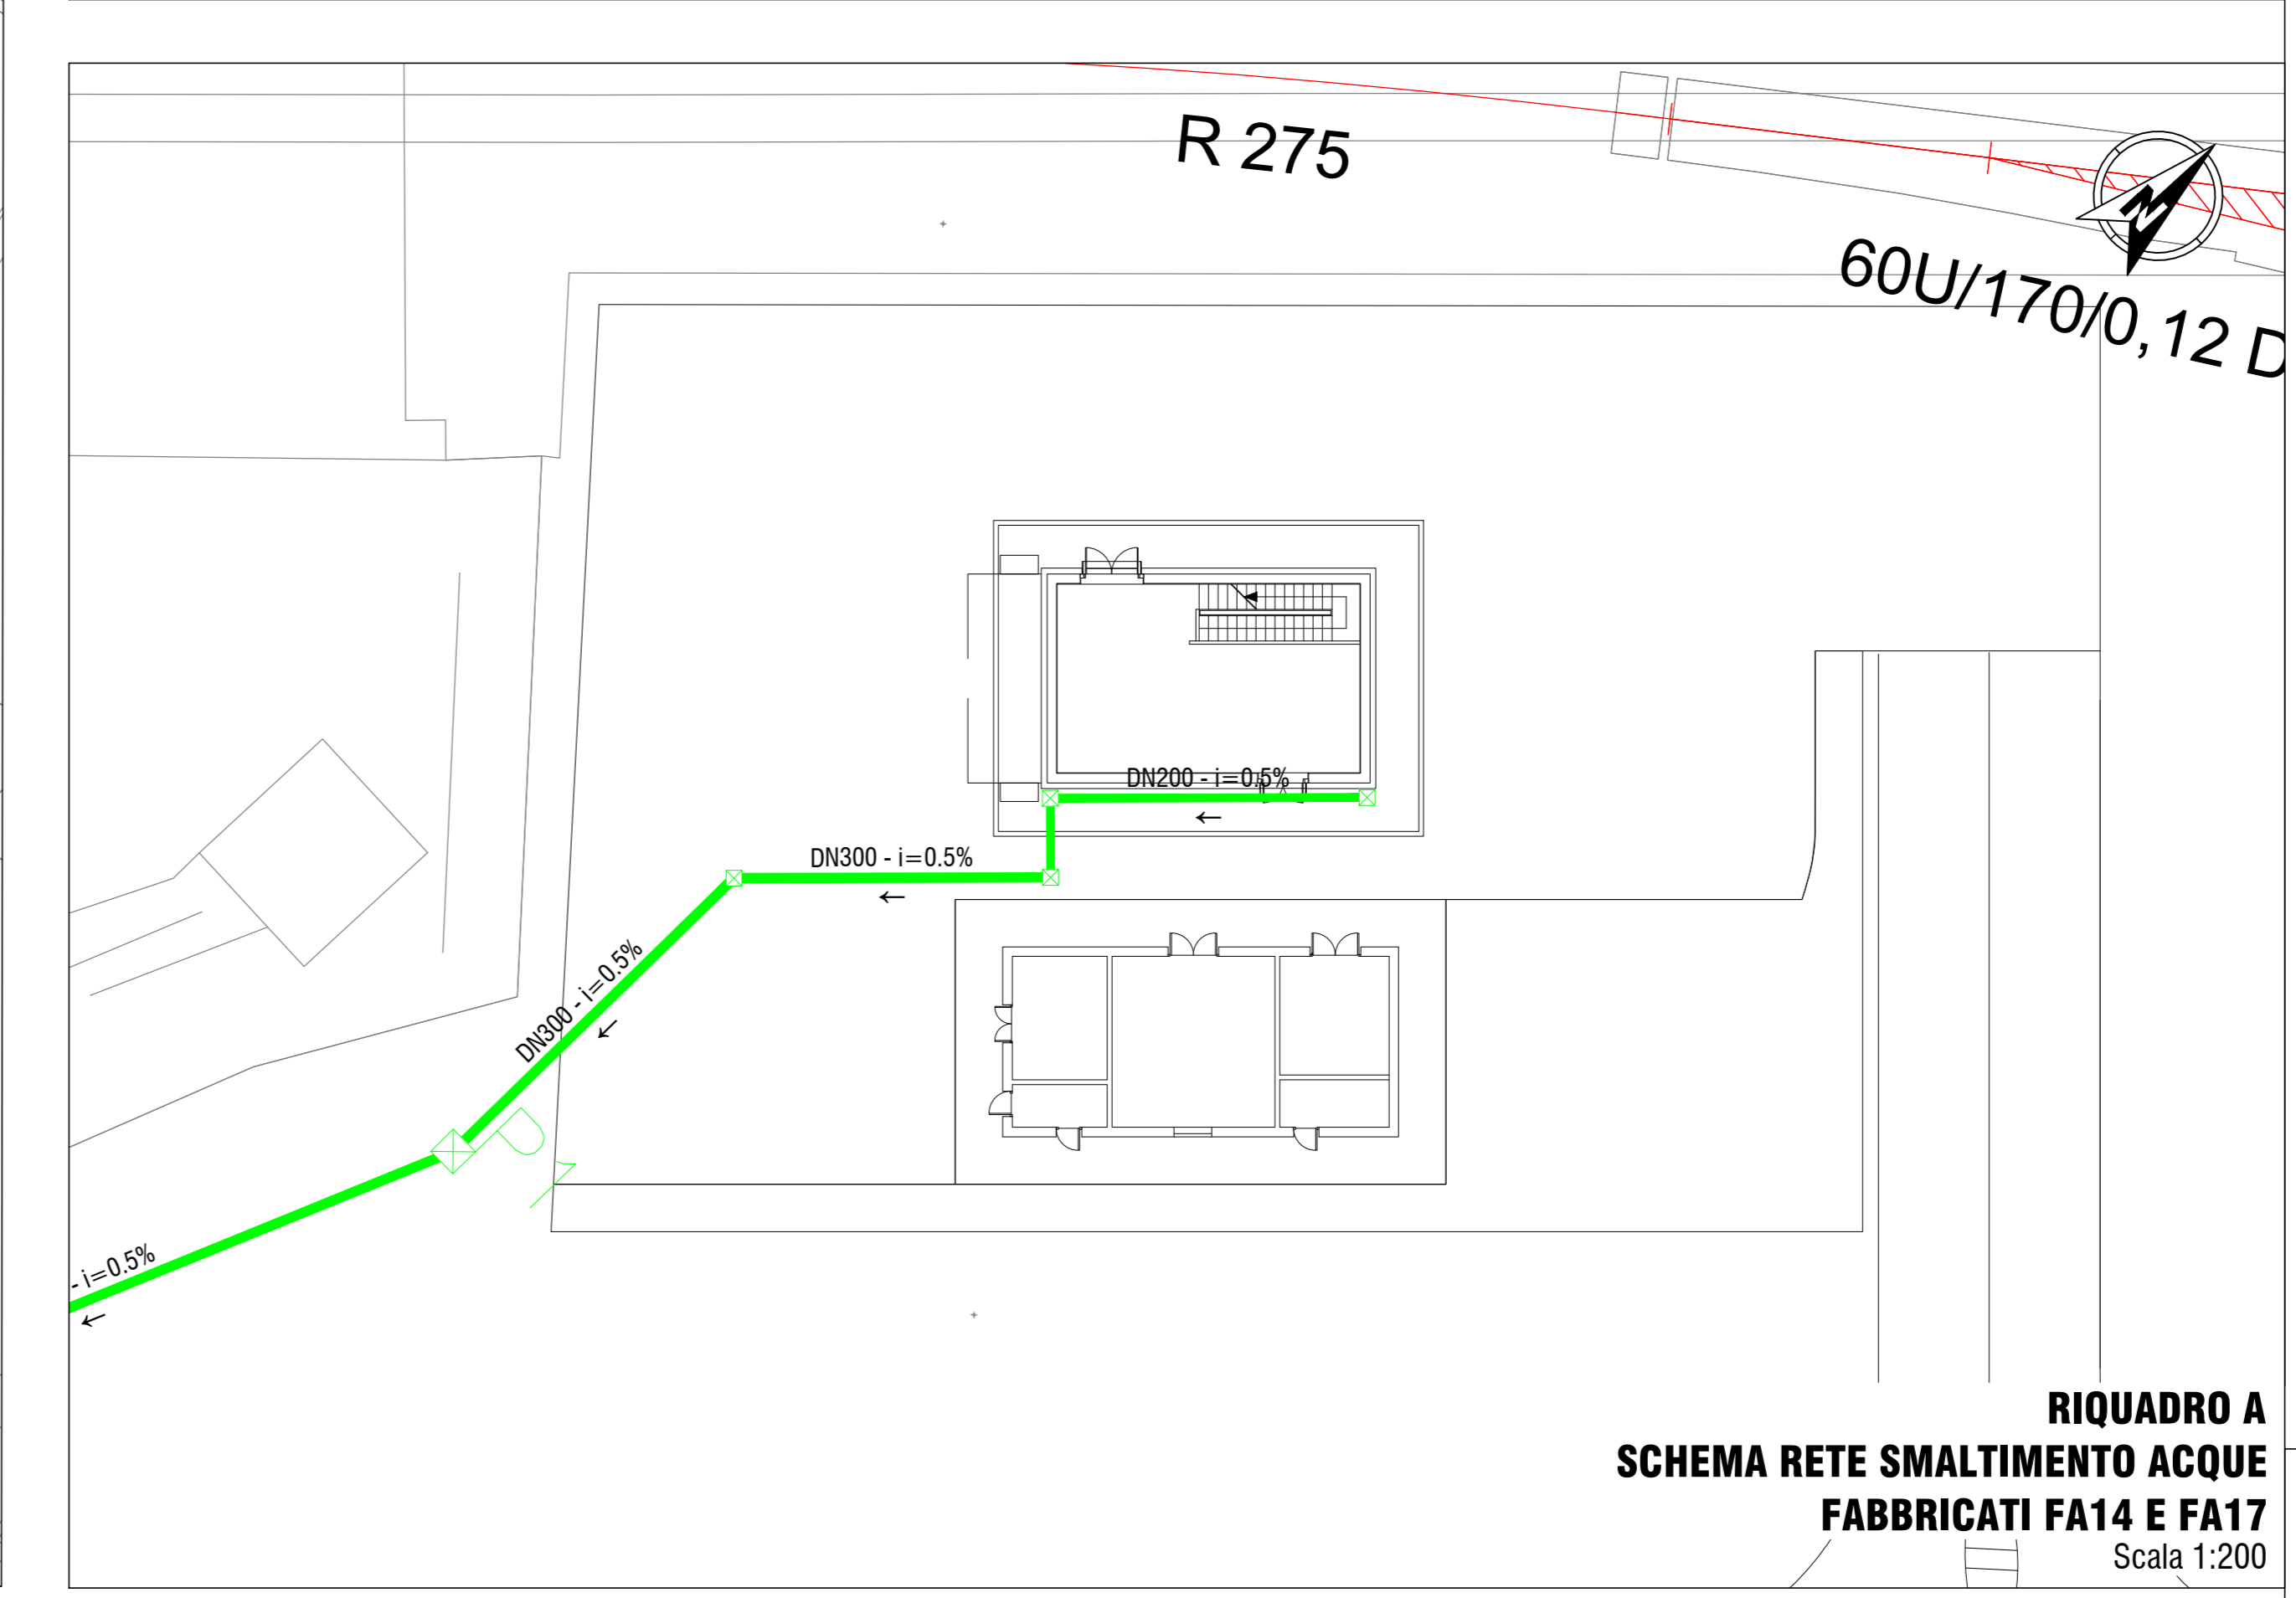 R 275
N
60U/170/0,12 D
DN200 - i=0.5%
←
DN300 - i=0.5%
←
DN300 - i=0.5%
←
- i=0.5%
←
RIQUADRO A
SCHEMA RETE SMALTIMENTO ACQUE
FABBRICATI FA14 E FA17
Scala 1:200